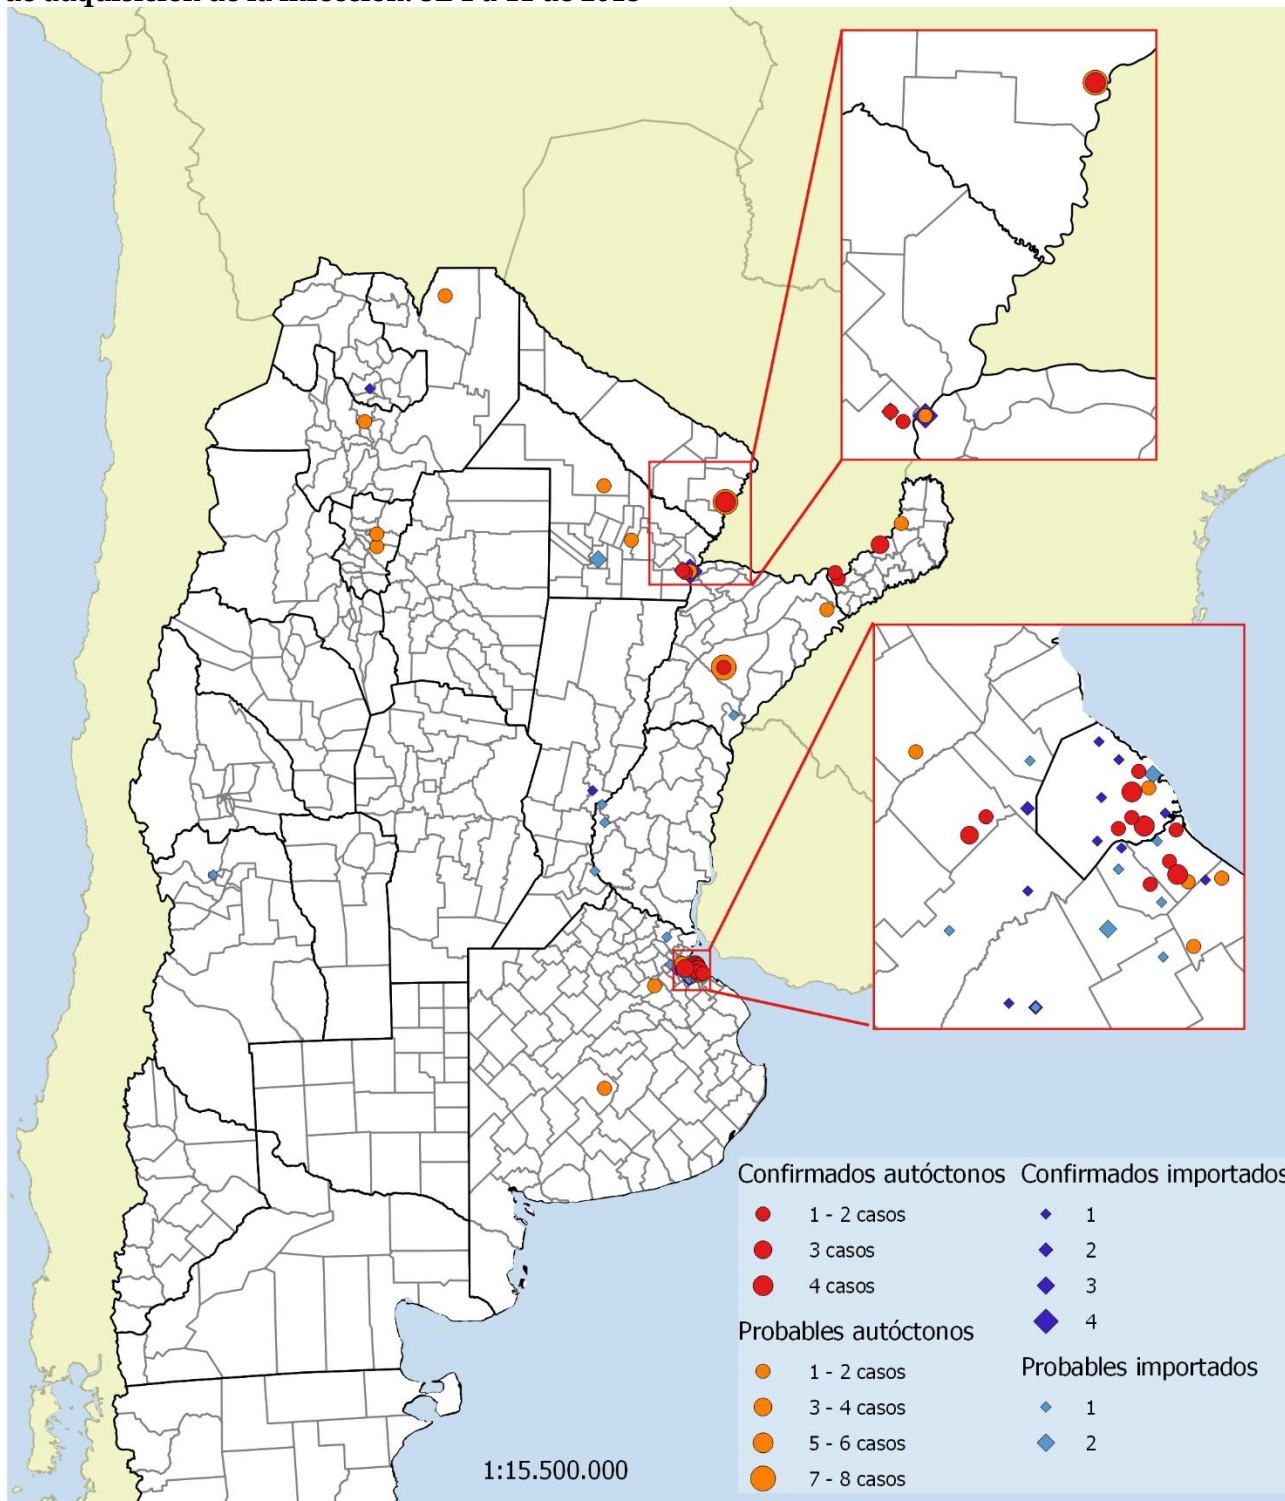 Confirmados autóctonos
1 - 2 casos
3 casos
4 casos
Probables autóctonos
1 - 2 casos
3 - 4 casos
5 - 6 casos
7 - 8 casos
Confirmados importados
1
2
3
4
Probables importados
1
2
1:15.500.000